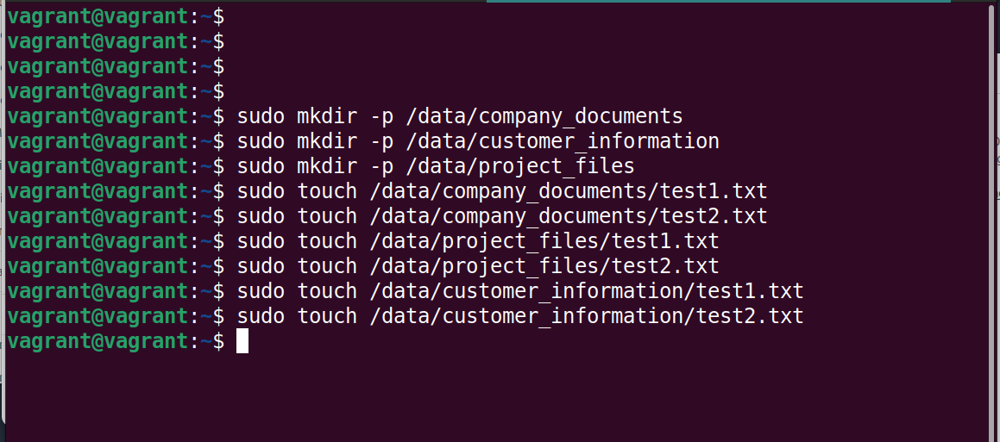 vagrant@vagrant:~$
vagrant@vagrant:~$
vagrant@vagrant:~$
vagrant@vagrant:~$
vagrant@vagrant:~$ sudo mkdir -p /data/company_documents
vagrant@vagrant:~$ sudo mkdir -p /data/customer_information
vagrant@vagrant:~$ sudo mkdir -p /data/project_files
vagrant@vagrant:~$ sudo touch /data/company_documents/test1.txt
vagrant@vagrant:~$ sudo touch /data/company_documents/test2.txt
vagrant@vagrant:~$ sudo touch /data/project_files/test1.txt
vagrant@vagrant:~$ sudo touch /data/project_files/test2.txt
vagrant@vagrant:~$ sudo touch /data/customer_information/test1.txt
vagrant@vagrant:~$ sudo touch /data/customer_information/test2.txt
vagrant@vagrant:~$